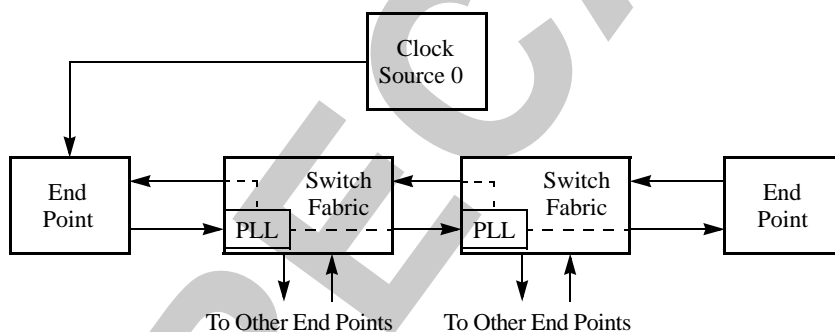 Clock
Source 0
End
Point
Switch
Fabric
PLL
Switch
Fabric
PLL
End
Point
To Other End Points
To Other End Points